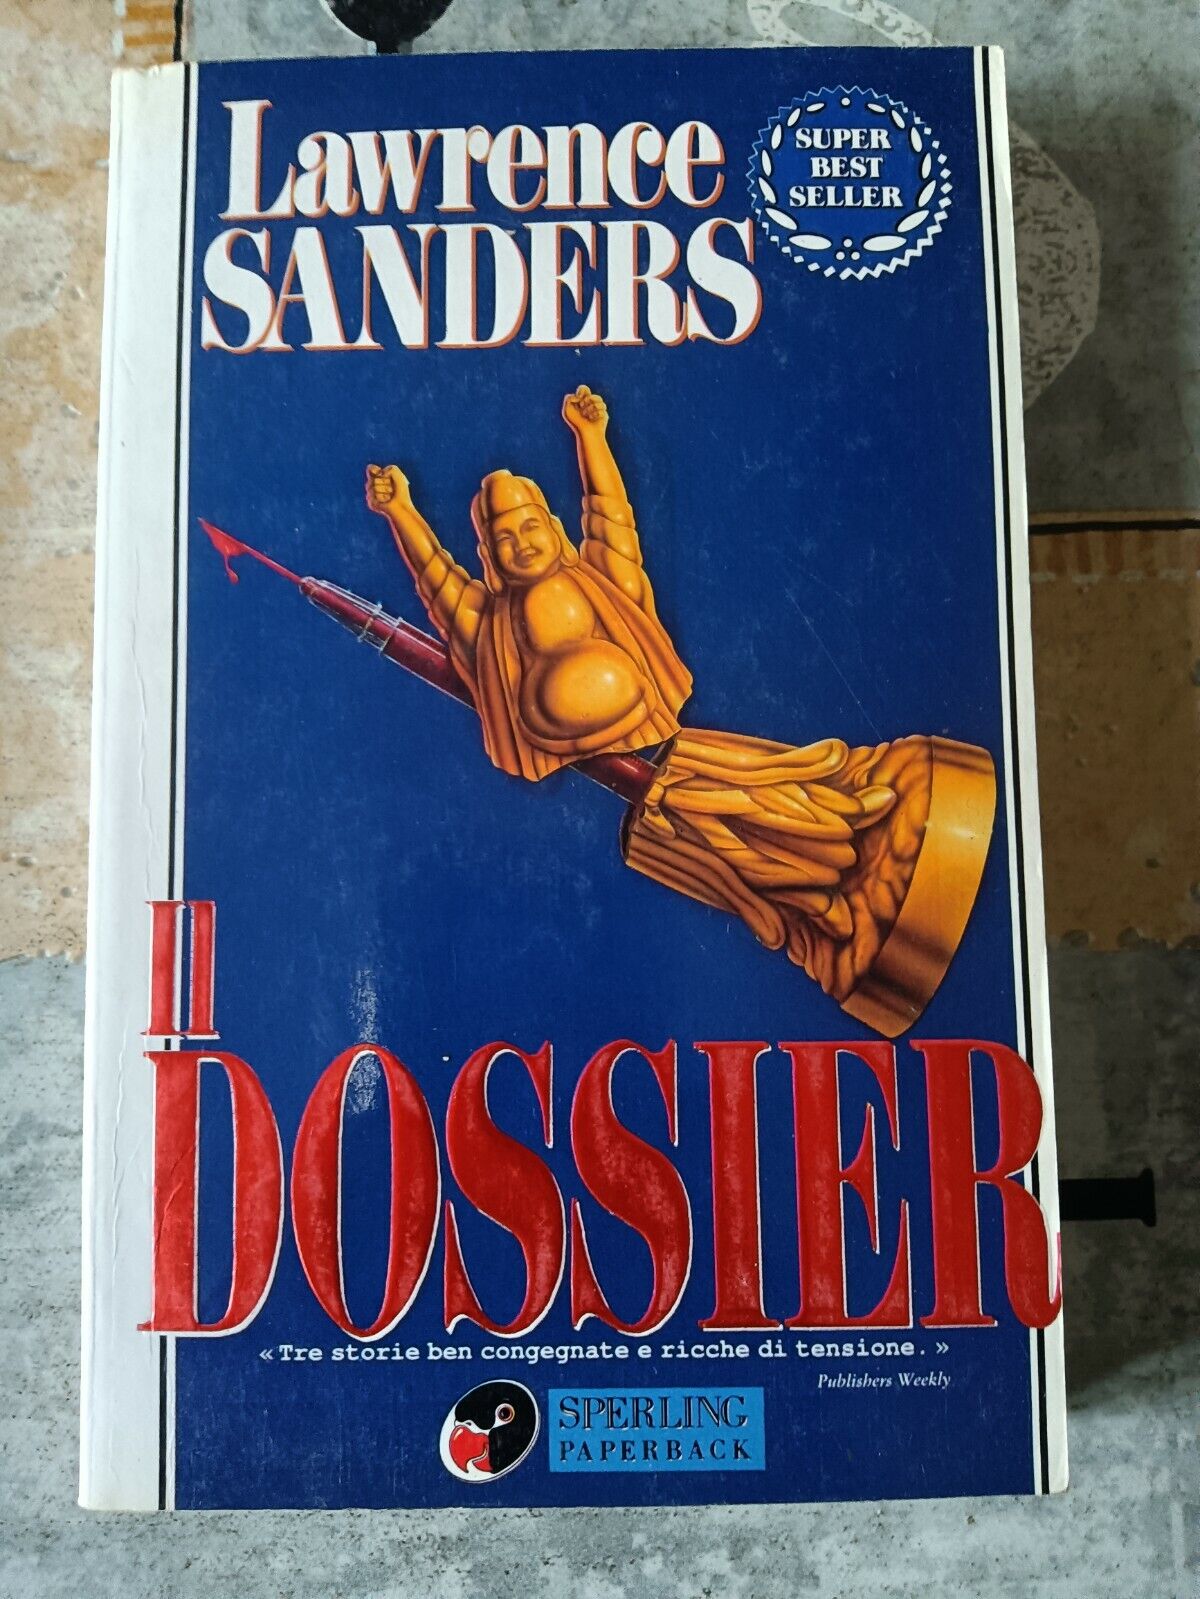 Lawrence
SANDERS
SUPER
BEST
SELLER
Il
DOSSIER
« Tre storie ben congegnate e ricche di tensione. »
Publishers Weekly
SPERLING
PAPERBACK